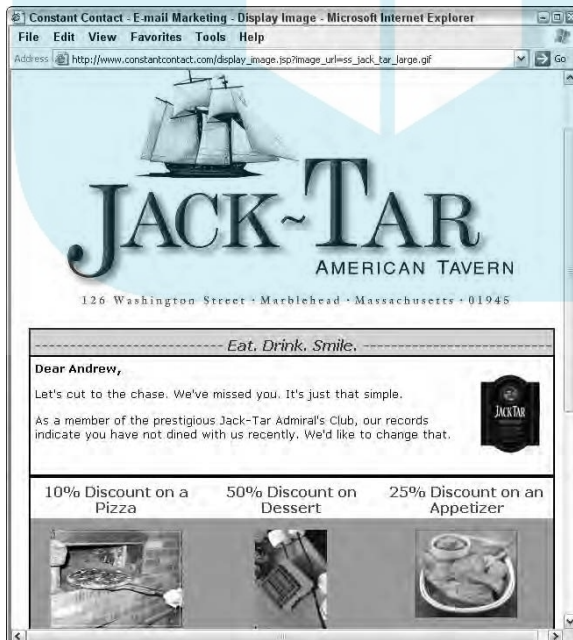 Constant Contact - E-mail Marketing - Display Image - Microsoft Internet Explorer
File Edit View Favorites Tools Help
Address http://www.constantcontact.com/display_image.jsp?image_url=ss_jack_tar_large.gif Go
JACK~TAR
AMERICAN TAVERN
126 Washington Street · Marblehead · Massachusetts · 01945
Eat. Drink. Smile.
Dear Andrew,
Let's cut to the chase. We've missed you. It's just that simple.
As a member of the prestigious Jack-Tar Admiral's Club, our records
indicate you have not dined with us recently. We'd like to change that.
JACKTAR
10% Discount on a
Pizza
50% Discount on
Dessert
25% Discount on an
Appetizer